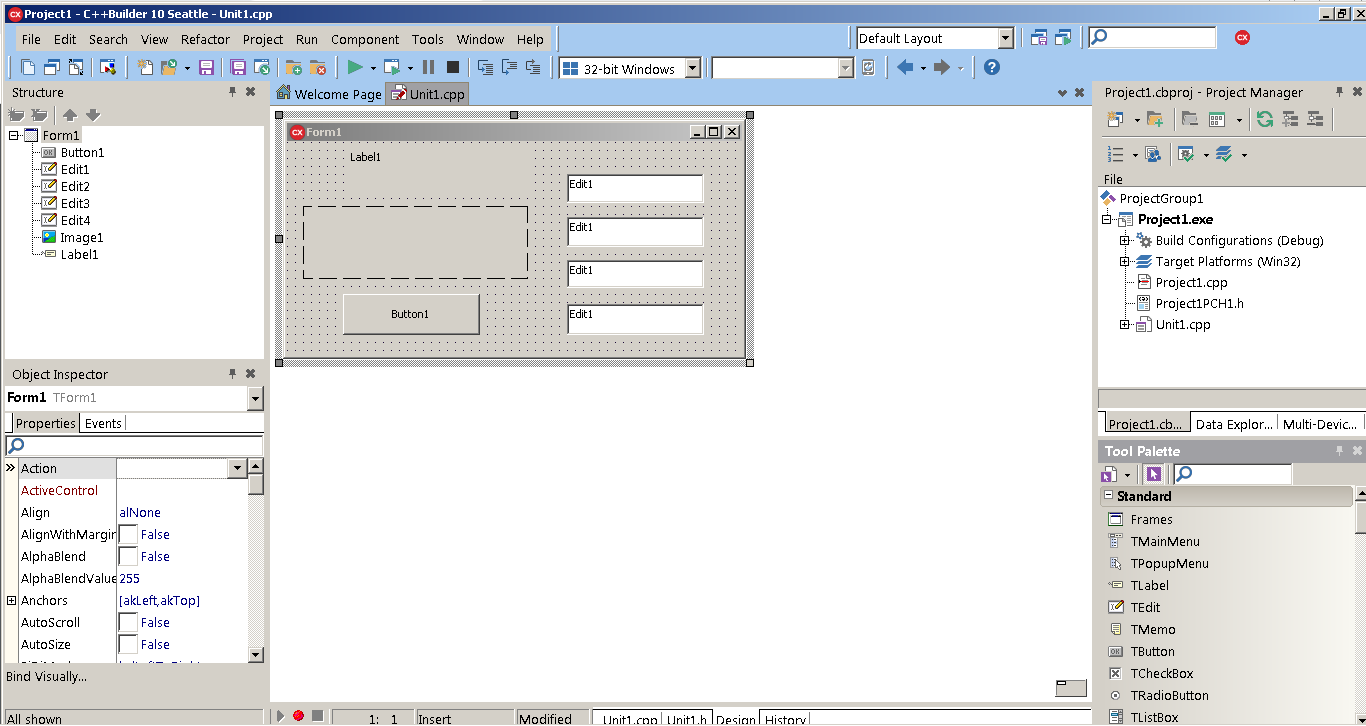 Project1 - C++Builder 10 Seattle - Unit1.cpp
File Edit Search View Refactor Project Run Component Tools Window Help
Default Layout
32-bit Windows
Structure
Form1
Button1
Edit1
Edit2
Edit3
Edit4
Image1
Label1
Object Inspector
Form1 TForm1
Properties Events
Action
ActiveControl
Align alNone
AlignWithMargin False
AlphaBlend False
AlphaBlendValue 255
Anchors [akLeft,akTop]
AutoScroll False
AutoSize False
Bind Visually...
All shown
Welcome Page Unit1.cpp
Form1
Label1
Edit1
Edit1
Edit1
Edit1
Button1
1: 1 Insert Modified Unit1.cpp Unit1.h Design History
Project1.cbproj - Project Manager
File
ProjectGroup1
Project1.exe
Build Configurations (Debug)
Target Platforms (Win32)
Project1.cpp
Project1PCH1.h
Unit1.cpp
Project1.cb... Data Explor... Multi-Devic...
Tool Palette
Standard
Frames
TMainMenu
TPopupMenu
TLabel
TEdit
TMemo
TButton
TCheckBox
TRadioButton
TListBox